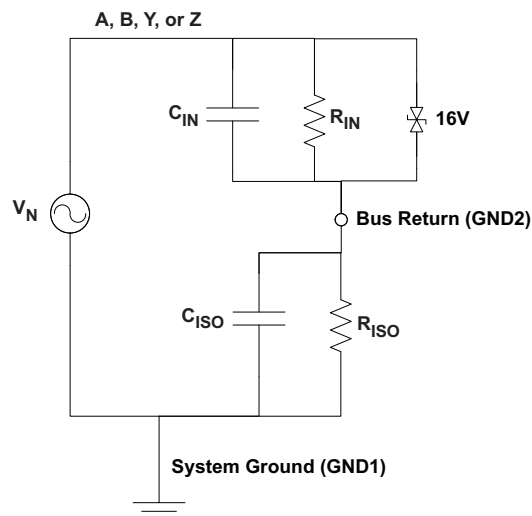 A, B, Y, or Z
C_IN
R_IN
16V
V_N
Bus Return (GND2)
C_ISO
R_ISO
System Ground (GND1)